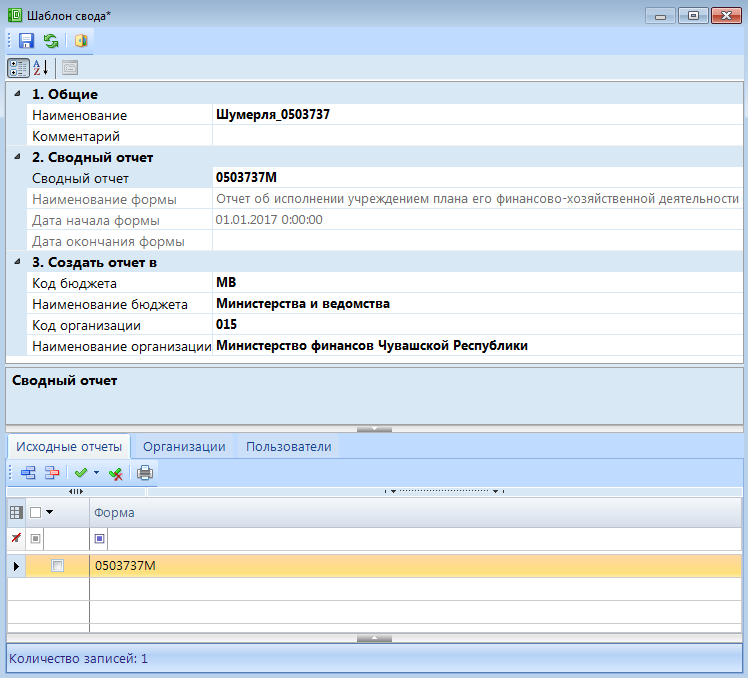 Шаблон свода*
1. Общие
Наименование Шумерля_0503737
Комментарий
2. Сводный отчет
Сводный отчет 0503737М
Наименование формы Отчет об исполнении учреждением плана его финансово-хозяйственной деятельности
Дата начала формы 01.01.2017 0:00:00
Дата окончания формы
3. Создать отчет в
Код бюджета МВ
Наименование бюджета Министерства и ведомства
Код организации 015
Наименование организации Министерство финансов Чувашской Республики
Сводный отчет
Исходные отчеты Организации Пользователи
Форма
0503737М
Количество записей: 1